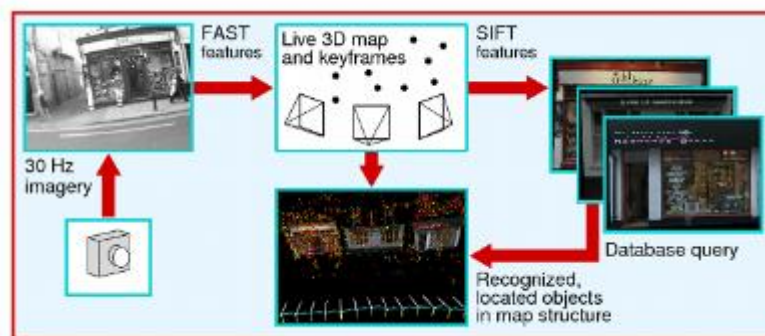 FAST
features
Live 3D map
and keyframes
SIFT
features
30 Hz
imagery
Database query
Recognized,
located objects
in map structure